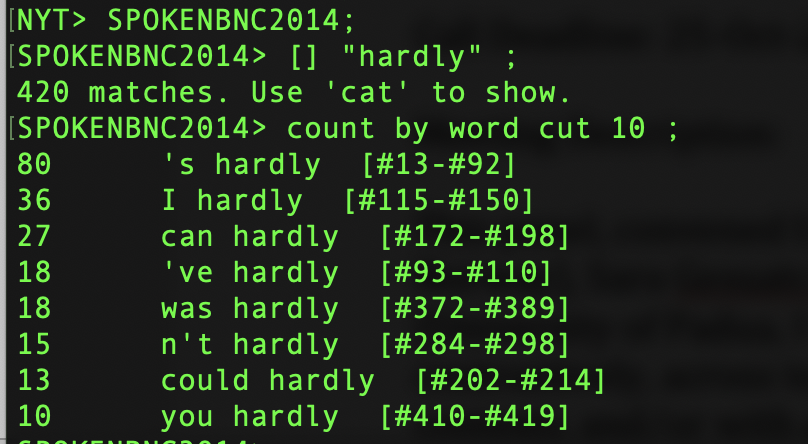 [NYT> SPOKENBNC2014;
[SPOKENBNC2014> [] "hardly" ;
420 matches. Use 'cat' to show.
[SPOKENBNC2014> count by word cut 10 ;
80 's hardly [#13-#92]
36 I hardly [#115-#150]
27 can hardly [#172-#198]
18 've hardly [#93-#110]
18 was hardly [#372-#389]
15 n't hardly [#284-#298]
13 could hardly [#202-#214]
10 you hardly [#410-#419]
SPOKENBNC2014>